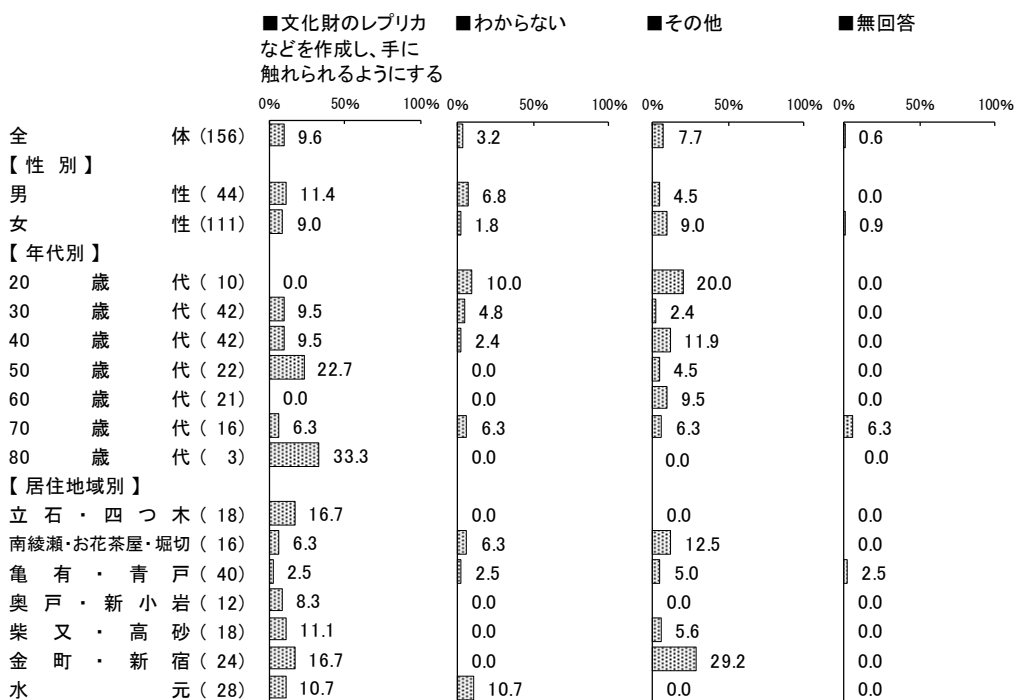 ■文化財のレプリカ ■わからない ■その他 ■無回答
などを作成し、手に
触れられるようにする
0% 50% 100% 0% 50% 100% 0% 50% 100% 0% 50% 100%
全 体 (156) 9.6 3.2 7.7 0.6
【 性 別 】
男 性 ( 44) 11.4 6.8 4.5 0.0
女 性 (111) 9.0 1.8 9.0 0.9
【 年代別 】
20 歳 代 ( 10) 0.0 10.0 20.0 0.0
30 歳 代 ( 42) 9.5 4.8 2.4 0.0
40 歳 代 ( 42) 9.5 2.4 11.9 0.0
50 歳 代 ( 22) 22.7 0.0 4.5 0.0
60 歳 代 ( 21) 0.0 0.0 9.5 0.0
70 歳 代 ( 16) 6.3 6.3 6.3 6.3
80 歳 代 ( 3) 33.3 0.0 0.0 0.0
【 居住地域別 】
立 石 ・ 四 つ 木 ( 18) 16.7 0.0 0.0 0.0
南綾瀬・お花茶屋・堀切 ( 16) 6.3 6.3 12.5 0.0
亀 有 ・ 青 戸 ( 40) 2.5 2.5 5.0 2.5
奥 戸 ・ 新 小 岩 ( 12) 8.3 0.0 0.0 0.0
柴 又 ・ 高 砂 ( 18) 11.1 0.0 5.6 0.0
金 町 ・ 新 宿 ( 24) 16.7 0.0 29.2 0.0
水 元 ( 28) 10.7 10.7 0.0 0.0